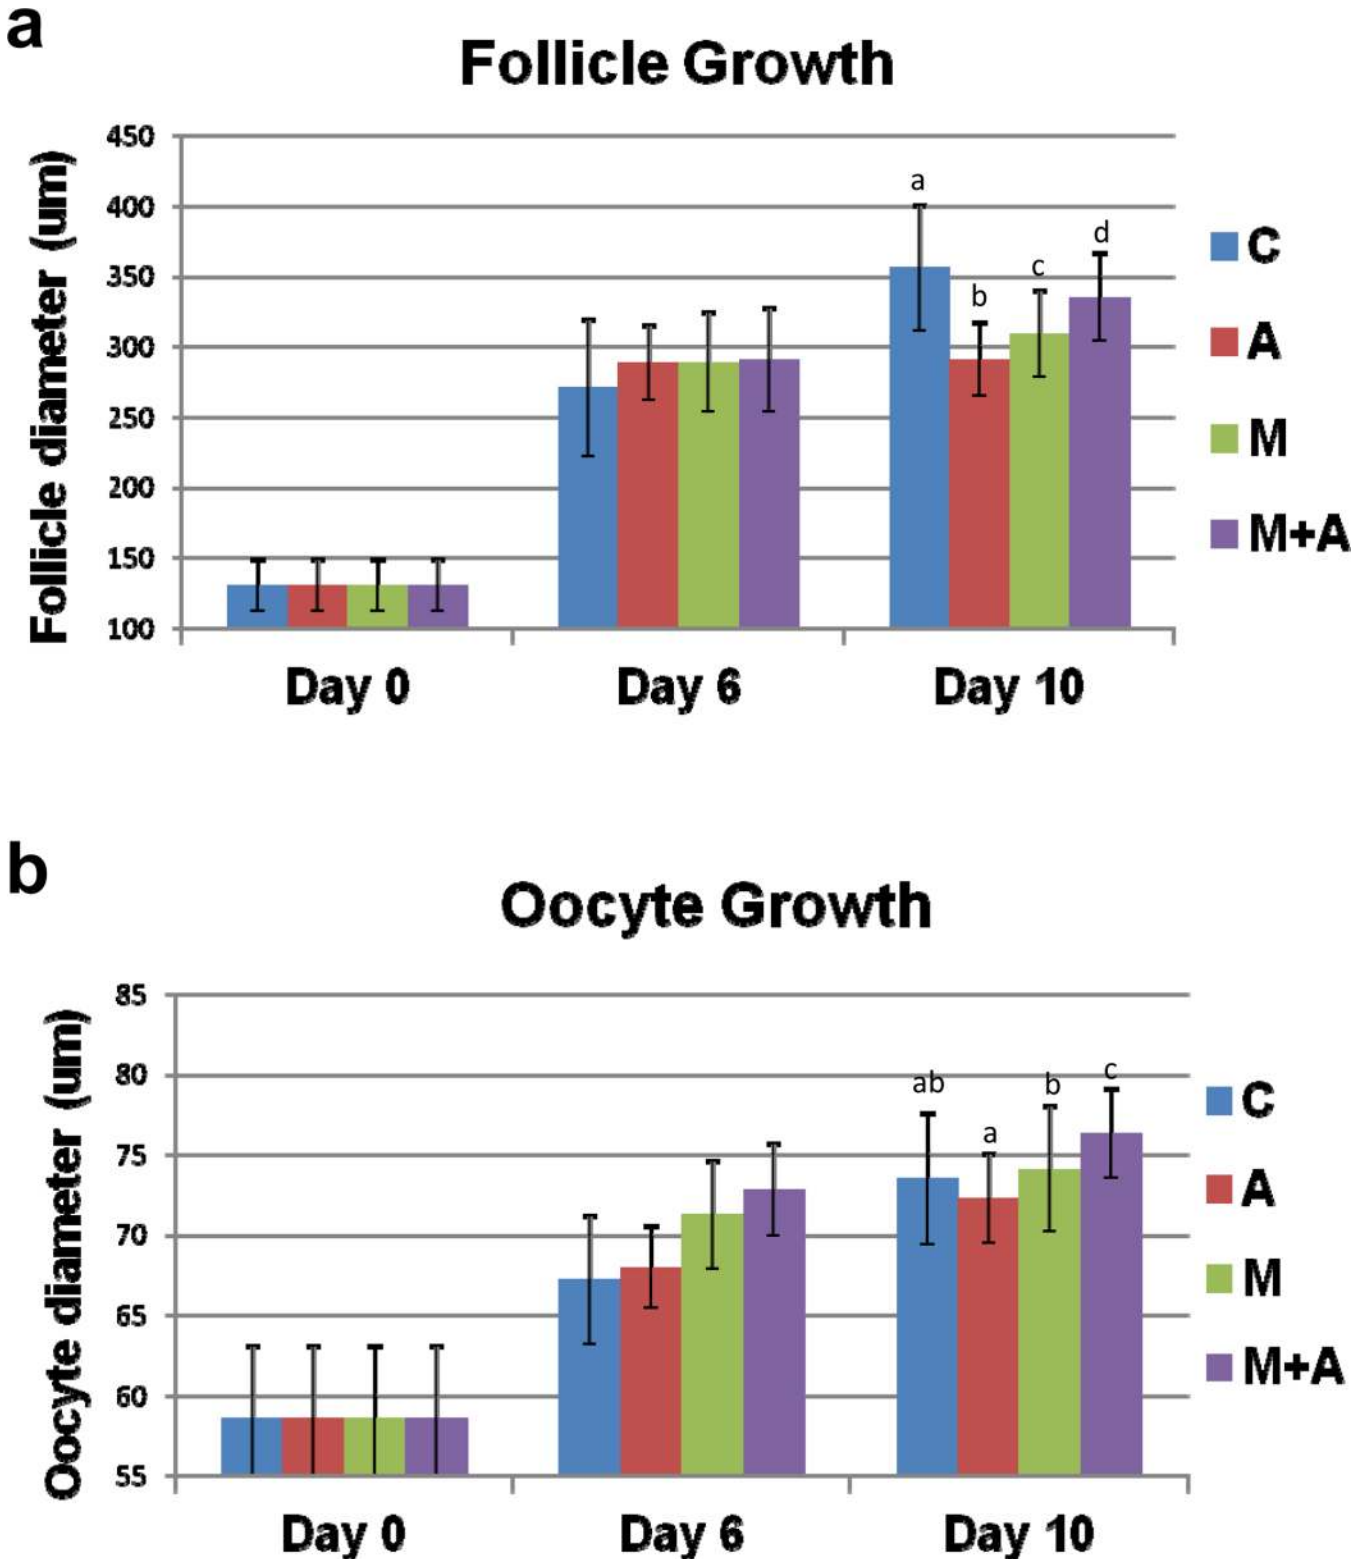 a
Follicle Growth
Follicle diameter (um)
450
400
350
300
250
200
150
100
a
b
c
d
Day 0
Day 6
Day 10
C
A
M
M+A
b
Oocyte Growth
Oocyte diameter (um)
85
80
75
70
65
60
55
ab
a
b
c
Day 0
Day 6
Day 10
C
A
M
M+A